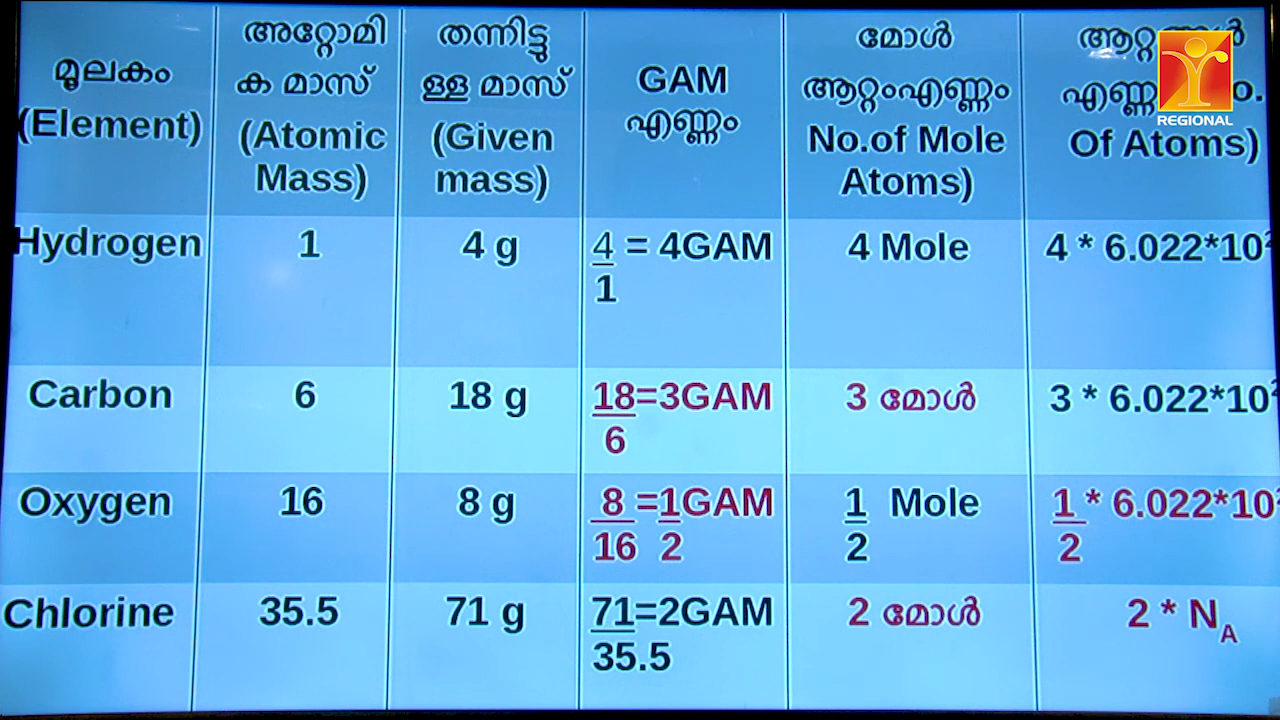 മൂലകം
(Element)
അറ്റോമി
ക മാസ്
(Atomic
Mass)
തന്നിട്ടു
ള്ള മാസ്
(Given
mass)
GAM
എണ്ണം
മോൾ
ആറ്റംഎണ്ണം
No.of Mole
Atoms)
Of Atoms)
REGIONAL
Hydrogen 1 4 g 4 = 4GAM 4 Mole 4 * 6.022*10
1
Carbon 6 18 g 18=3GAM 3 മോൾ 3 * 6.022*10
6
Oxygen 16 8 g 8 =1GAM 1 Mole 1 * 6.022*10
16 2 2 2
Chlorine 35.5 71 g 71=2GAM 2 മോൾ 2 * NA
35.5